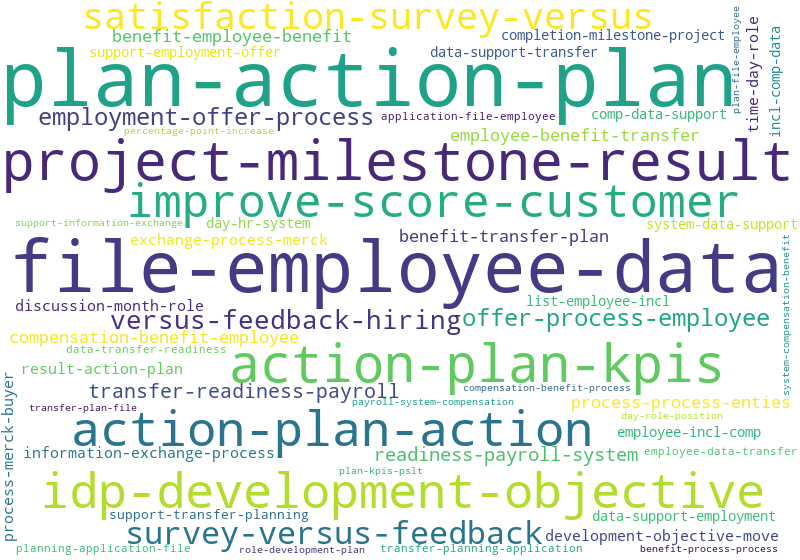 satisfaction-survey-versus
benefit-employee-benefit
completion-milestone-project
support-employment-offer
data-support-transfer
plan-action-plan
plan-file-employee
time-day-role
incl-comp-data
employment-offer-process
application-file-employee
comp-data-support
percentage-point-increase
employee-benefit-transfer
project-milestone-result
improve-score-customer
support-information-exchange
day-hr-system
system-data-support
exchange-process-merck
benefit-transfer-plan
file-employee-data
system-compensation-benefit
discussion-month-role
list-employee-incl
versus-feedback-hiring
offer-process-employee
compensation-benefit-employee
data-transfer-readiness
action-plan-kpis
result-action-plan
process-merck-buyer
transfer-readiness-payroll
compensation-benefit-process
transfer-plan-file
payroll-system-compensation
process-process-enties
action-plan-action
day-role-position
employee-incl-comp
information-exchange-process
readiness-payroll-system
employee-data-transfer
plan-kpis-pslt
idp-development-objective
support-transfer-planning
data-support-employment
survey-versus-feedback
development-objective-move
planning-application-file
role-development-plan
transfer-planning-application
benefit-process-process